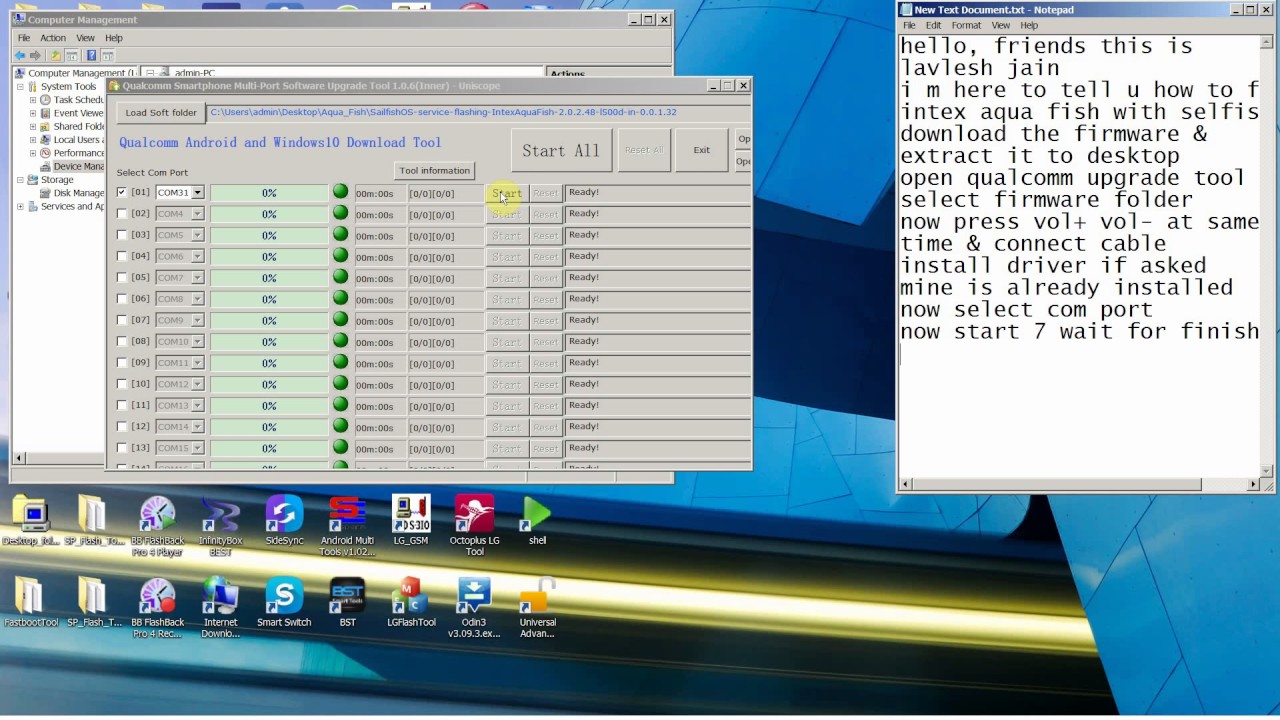 Computer Management
File Action View Help
Computer Management (L
System Tools
Task Schedu
Event Viewe
Shared Folde
Local Users a
Performance
Device Mana
Storage
Disk Manage
Services and Ap
admin-PC
Actions
Qualcomm Smartphone Multi-Port Software Upgrade Tool 1.0.6(Inner) - Uniscope
Load Soft folder C:\Users\admin\Desktop\Aqua_Fish\SailfishOS-service-flashing-IntexAquaFish-2.0.2.48-l500d-in-0.0.1.32
Qualcomm Android and Windows10 Download Tool
Start All Reset All Exit Op
Ope
Tool information
Select Com Port
[01] COM31 0% 00m:00s [0/0][0/0] Start Reset Ready!
[02] COM4 0% 00m:00s [0/0][0/0] Start Reset Ready!
[03] COM5 0% 00m:00s [0/0][0/0] Start Reset Ready!
[04] COM6 0% 00m:00s [0/0][0/0] Start Reset Ready!
[05] COM7 0% 00m:00s [0/0][0/0] Start Reset Ready!
[06] COM8 0% 00m:00s [0/0][0/0] Start Reset Ready!
[07] COM9 0% 00m:00s [0/0][0/0] Start Reset Ready!
[08] COM10 0% 00m:00s [0/0][0/0] Start Reset Ready!
[09] COM11 0% 00m:00s [0/0][0/0] Start Reset Ready!
[10] COM12 0% 00m:00s [0/0][0/0] Start Reset Ready!
[11] COM13 0% 00m:00s [0/0][0/0] Start Reset Ready!
[12] COM14 0% 00m:00s [0/0][0/0] Start Reset Ready!
[13] COM15 0% 00m:00s [0/0][0/0] Start Reset Ready!
New Text Document.txt - Notepad
File Edit Format View Help
hello, friends this is
lavlesh jain
i m here to tell u how to f
intex aqua fish with selfis
download the firmware &
extract it to desktop
open qualcomm upgrade tool
select firmware folder
now press vol+ vol- at same
time & connect cable
install driver if asked
mine is already installed
now select com port
now start 7 wait for finish
Desktop_fol... SP_Flash_To... BB FlashBack InfinityBox SideSync Android Multi LG_GSM Octoplus LG shell
Pro 4 Player BEST Tools v1.02... Tool
FastbootTool SP_Flash_T... BB FlashBack Internet Smart Switch BST LGFlashTool Odin3 Universal
Pro 4 Rec... Downlo... v3.09.3.ex... Advan...